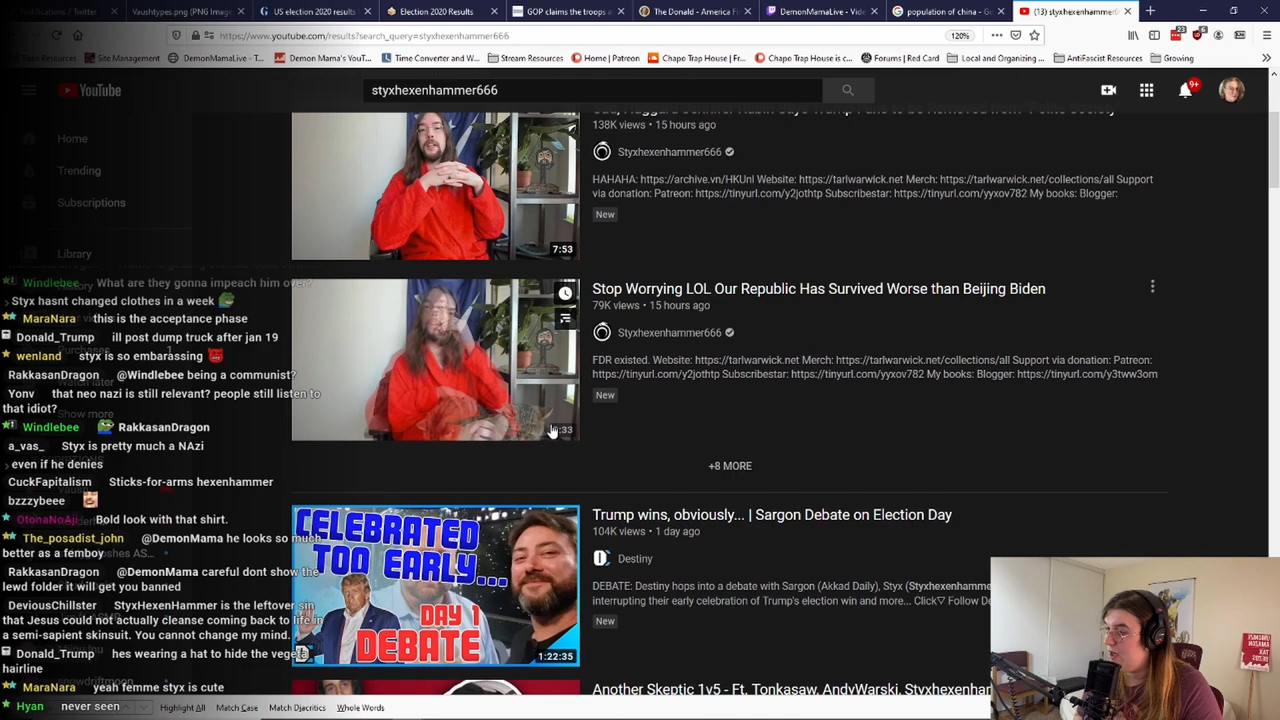 Vaushtypes.png (PNG Image
US election 2020 results
Election 2020 Results
GOP claims the troops a
The Donald - America Fi
DemonMamaLive - Vide
population of china - Go
(13) styxhexenhammer6
https://www.youtube.com/results?search_query=styxhexenhammer666
120%
23
Site Management
DemonMamaLive - T...
Demon Mama's YouT...
Time Converter and W...
Stream Resources
Home | Patreon
Chapo Trap House | Fr...
Chapo Trap House is c...
Forums | Red Card
Local and Organizing ...
AntiFascist Resources
Growing
YouTube
styxhexenhammer666
9+
Home
Trending
Subscriptions
Library
138K views • 15 hours ago
Styxhexenhammer666
HAHAHA: https://archive.vn/HKUnI Website: https://tarlwarwick.net Merch: https://tarlwarwick.net/collections/all Support
via donation: Patreon: https://tinyurl.com/y2johtp Subscribestar: https://tinyurl.com/yyxov782 My books: Blogger:
New
7:53
Stop Worrying LOL Our Republic Has Survived Worse than Beijing Biden
79K views • 15 hours ago
Styxhexenhammer666
FDR existed. Website: https://tarlwarwick.net Merch: https://tarlwarwick.net/collections/all Support via donation: Patreon:
https://tinyurl.com/y2johtp Subscribestar: https://tinyurl.com/yyxov782 My books: Blogger: https://tinyurl.com/y3tww3om
New
:33
+8 MORE
CELEBRATED
TOO EARLY...
DAY 1
DEBATE
1:22:35
Trump wins, obviously... | Sargon Debate on Election Day
104K views • 1 day ago
Destiny
DEBATE: Destiny hops into a debate with Sargon (Akkad Daily), Styx (Styxhexenhamme
interrupting their early celebration of Trump's election win and more... Click▽ Follow De
New
Another Skeptic 1v5 - Ft. Tonkasaw, AndyWarski, Styxhexenham
Windlebee What are they gonna impeach him over?
Styx hasnt changed clothes in a week
MaraNara this is the acceptance phase
Donald_Trump ill post dump truck after jan 19
wenland styx is so embarassing
RakkasanDragon @Windlebee being a communist?
Yonv that neo nazi is still relevant? people still listen to
that idiot?
Show more
Windlebee RakkasanDragon
a_vas_ Styx is pretty much a NAzi
even if he denies
CuckFapitalism Sticks-for-arms hexenhammer
bzzzybeee
OtonaNoAji Bold look with that shirt.
The_posadist_john @DemonMama he looks so much
better as a femboy
RakkasanDragon @DemonMama careful dont show the
lewd folder it will get you banned
DeviousChillster StyxHexenHammer is the leftover sin
that Jesus could not actually cleanse coming back to life in
a semi-sapient skinsuit. You cannot change my mind.
Donald_Trump hes wearing a hat to hide the vegeta
hairline
MaraNara yeah femme styx is cute
Hyan never seen
Highlight All
Match Case
Match Diacritics
Whole Words